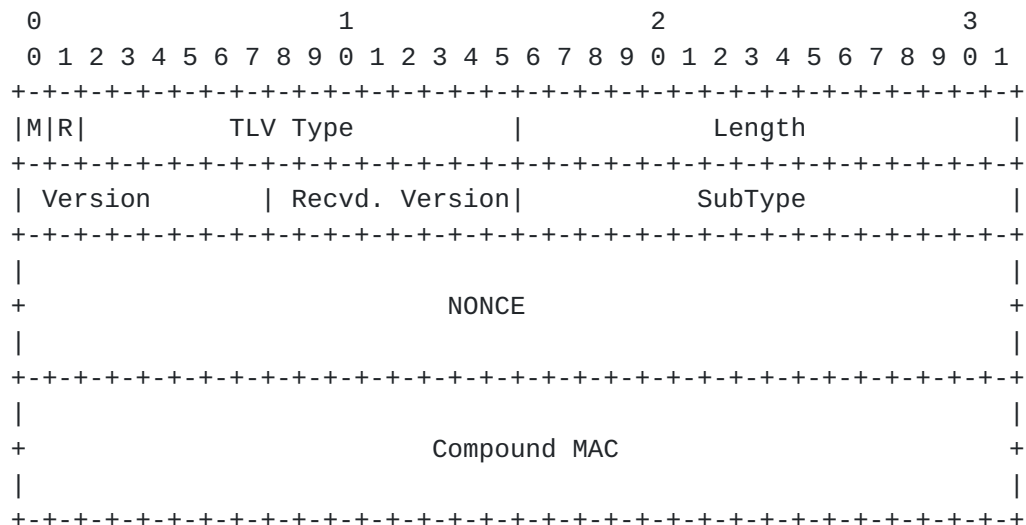 0                   1                   2                   3
 0 1 2 3 4 5 6 7 8 9 0 1 2 3 4 5 6 7 8 9 0 1 2 3 4 5 6 7 8 9 0 1
+-+-+-+-+-+-+-+-+-+-+-+-+-+-+-+-+-+-+-+-+-+-+-+-+-+-+-+-+-+-+-+-+
|M|R|         TLV Type          |            Length             |
+-+-+-+-+-+-+-+-+-+-+-+-+-+-+-+-+-+-+-+-+-+-+-+-+-+-+-+-+-+-+-+-+
| Version       | Recvd. Version|           SubType             |
+-+-+-+-+-+-+-+-+-+-+-+-+-+-+-+-+-+-+-+-+-+-+-+-+-+-+-+-+-+-+-+-+
|                                                               |
+                           NONCE                               +
|                                                               |
+-+-+-+-+-+-+-+-+-+-+-+-+-+-+-+-+-+-+-+-+-+-+-+-+-+-+-+-+-+-+-+-+
|                                                               |
+                          Compound MAC                         +
|                                                               |
+-+-+-+-+-+-+-+-+-+-+-+-+-+-+-+-+-+-+-+-+-+-+-+-+-+-+-+-+-+-+-+-+